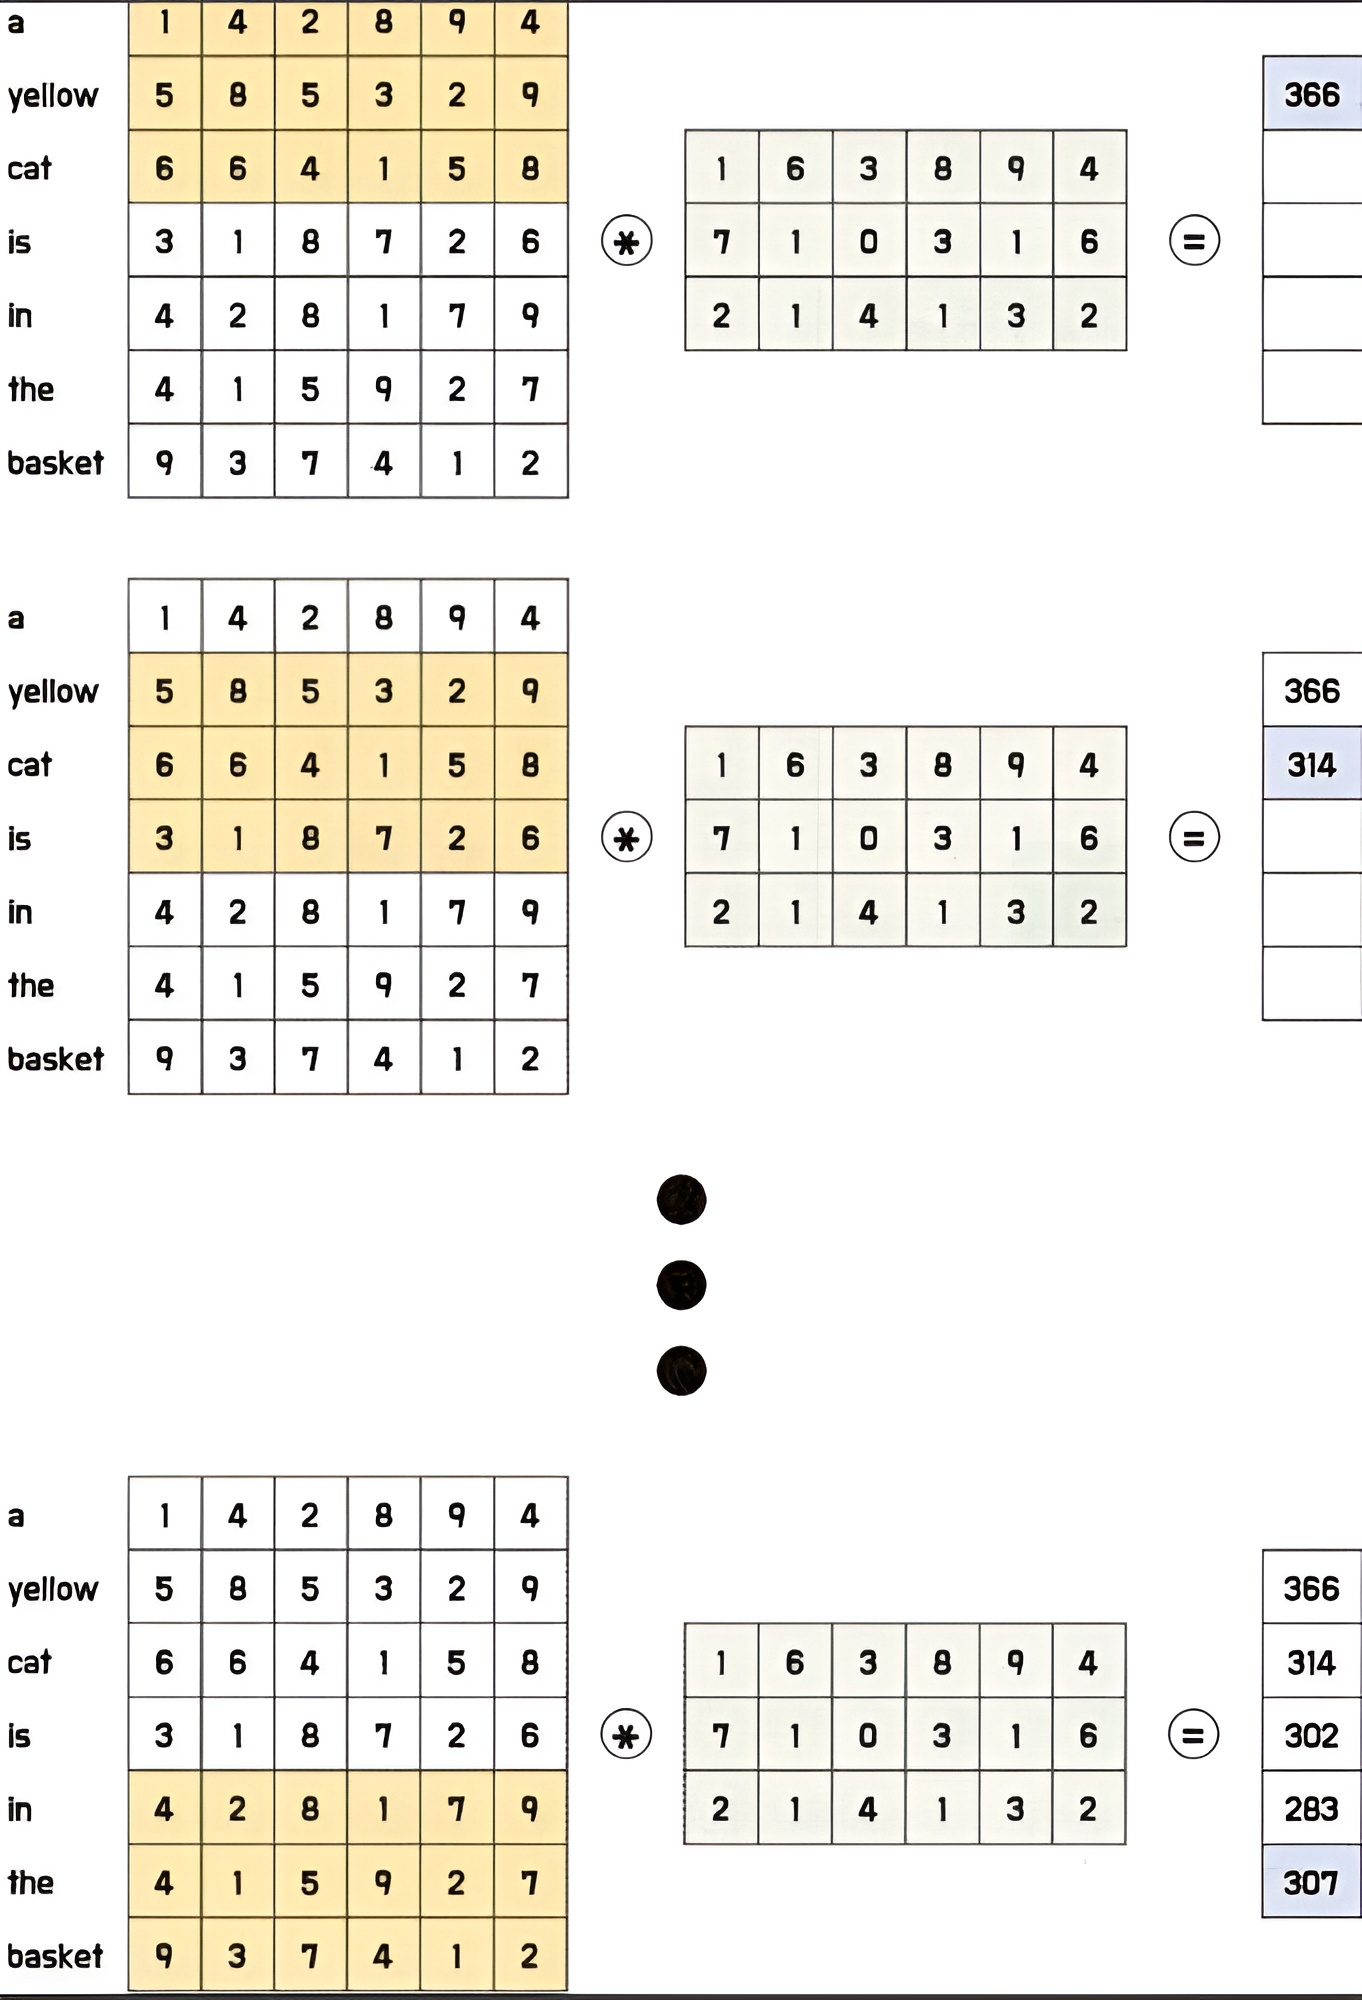 a 1 4 2 8 9 4
yellow 5 8 5 3 2 9 366
cat 6 6 4 1 5 8 1 6 3 8 9 4
is 3 1 8 7 2 6 * 7 1 0 3 1 6 =
in 4 2 8 1 7 9 2 1 4 1 3 2
the 4 1 5 9 2 7
basket 9 3 7 4 1 2
a 1 4 2 8 9 4
yellow 5 8 5 3 2 9 366
cat 6 6 4 1 5 8 1 6 3 8 9 4 314
is 3 1 8 7 2 6 * 7 1 0 3 1 6 =
in 4 2 8 1 7 9 2 1 4 1 3 2
the 4 1 5 9 2 7
basket 9 3 7 4 1 2
a 1 4 2 8 9 4
yellow 5 8 5 3 2 9 366
cat 6 6 4 1 5 8 1 6 3 8 9 4 314
is 3 1 8 7 2 6 * 7 1 0 3 1 6 = 302
in 4 2 8 1 7 9 2 1 4 1 3 2 283
the 4 1 5 9 2 7 307
basket 9 3 7 4 1 2